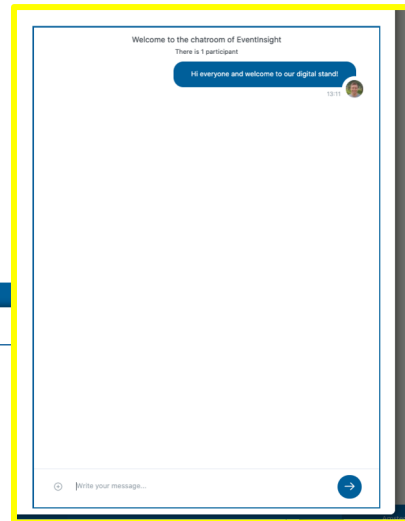 Welcome to the chatroom of EventInsight
There is 1 participant
Hi everyone and welcome to our digital stand!
13:11
Write your message...